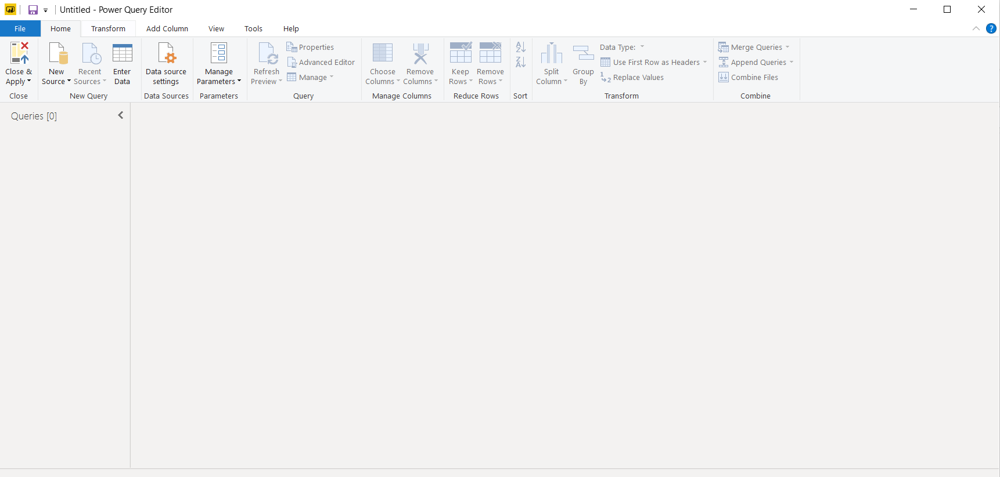 Untitled - Power Query Editor
File Home Transform Add Column View Tools Help
?
Close & Apply
Close
New Source
Recent Sources
Enter Data
New Query
Data source settings
Data Sources
Manage Parameters
Parameters
Refresh Preview
Properties
Advanced Editor
Manage
Query
Choose Columns
Remove Columns
Manage Columns
Keep Rows
Remove Rows
Reduce Rows
A
Z
Z
A
Sort
Split Column
Group By
Data Type:
Use First Row as Headers
1
2
Replace Values
Transform
Merge Queries
Append Queries
Combine Files
Combine
Queries [0]